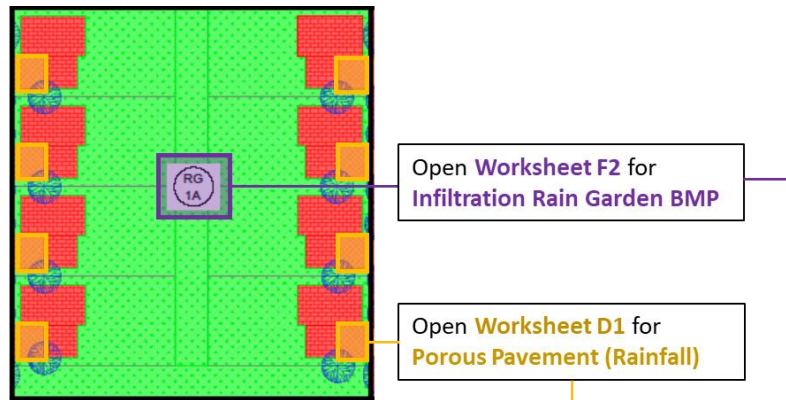 RG
1A
Open Worksheet F2 for
Infiltration Rain Garden BMP
Open Worksheet D1 for
Porous Pavement (Rainfall)